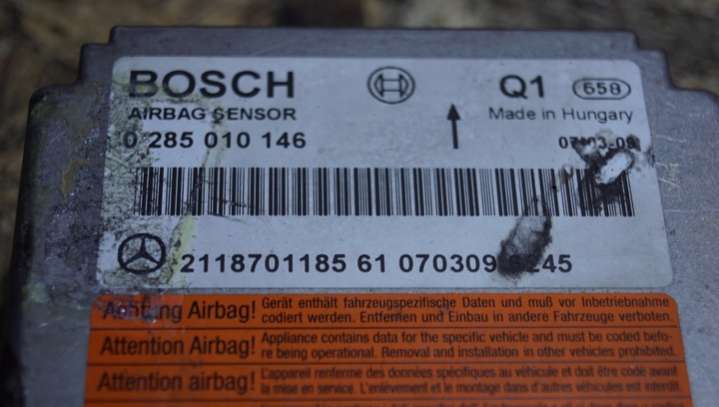 BOSCH Q1 658
AIRBAG SENSOR Made in Hungary
0 285 010 146
2118701185 61
Achtung Airbag! Gerät enthält fahrzeugspezifische Daten und muß vor Inbetriebnahme
codiert werden. Entfernen und Einbau in andere Fahrzeuge verboten.
Attention Airbag! Appliance contains data for the specific vehicle and must be coded befo-
re being operational. Removal and installation in other vehicles prohibited.
Attention airbag! L'appareil renferme des données spécifiques au véhicule et doit être codé avant
la mise en service. L'enlèvement et le montage dans d'autres véhicules est interdit.